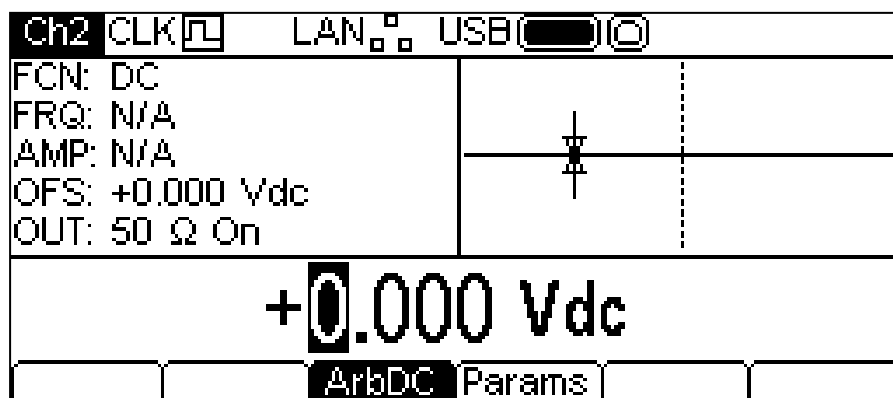 Ch2 CLK LAN USB
FCN: DC
FRQ: N/A
AMP: N/A
OFS: +0.000 Vdc
OUT: 50 Ω On
+0.000 Vdc
ArbDC Params